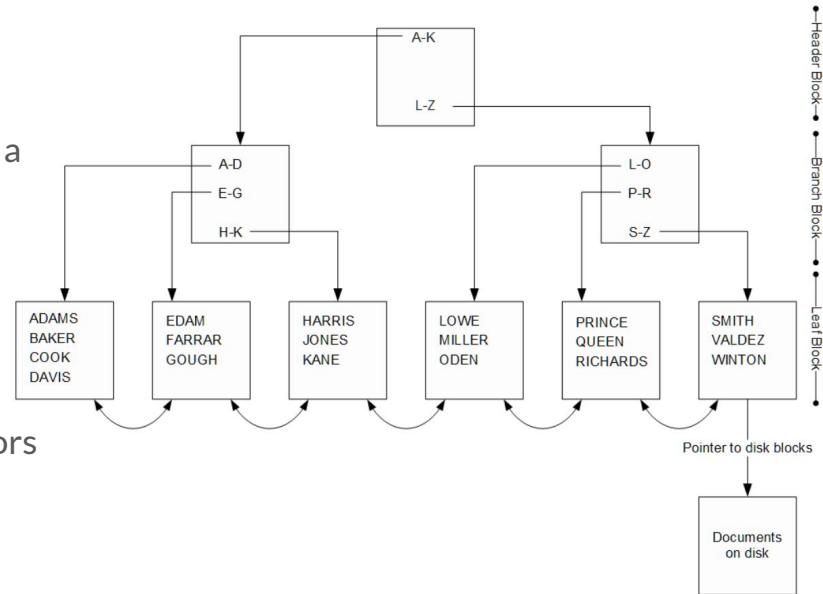 a
ors
A-K
L-Z
Header Block
A-D
E-G
H-K
L-O
P-R
S-Z
Branch Block
ADAMS
BAKER
COOK
DAVIS
EDAM
FARRAR
GOUGH
HARRIS
JONES
KANE
LOWE
MILLER
ODEN
PRINCE
QUEEN
RICHARDS
SMITH
VALDEZ
WINTON
Leaf Block
Pointer to disk blocks
Documents
on disk